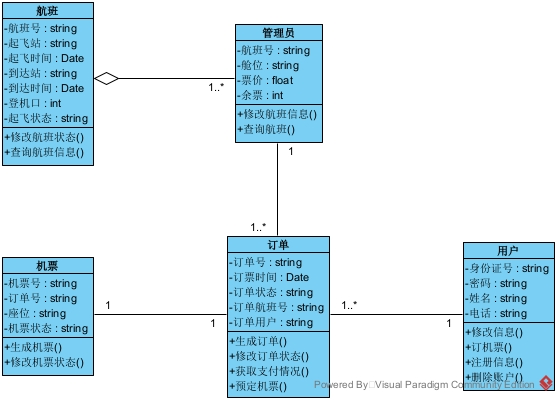 航班
-航班号 : string
-起飞站 : string
-起飞时间 : Date
-到达站 : string
-到达时间 : Date
-登机口 : int
-起飞状态 : string
+修改航班状态()
+查询航班信息()
1..*
管理员
-航班号 : string
-舱位 : string
-票价 : float
-余票 : int
+修改航班信息()
+查询航班()
1
1..*
订单
-订单号 : string
-订票时间 : Date
-订单状态 : string
-订单航班号 : string
-订单用户 : string
+生成订单()
+修改订单状态()
+获取支付情况()
+预定机票()
机票
-机票号 : string
-订单号 : string
-座位 : string
-机票状态 : string
+生成机票()
+修改机票状态()
1
1
1..*
1
用户
-身份证号 : string
-密码 : string
-姓名 : string
-电话 : string
+修改信息()
+订机票()
+注册信息()
+删除账户()
Powered By Visual Paradigm Community Edition